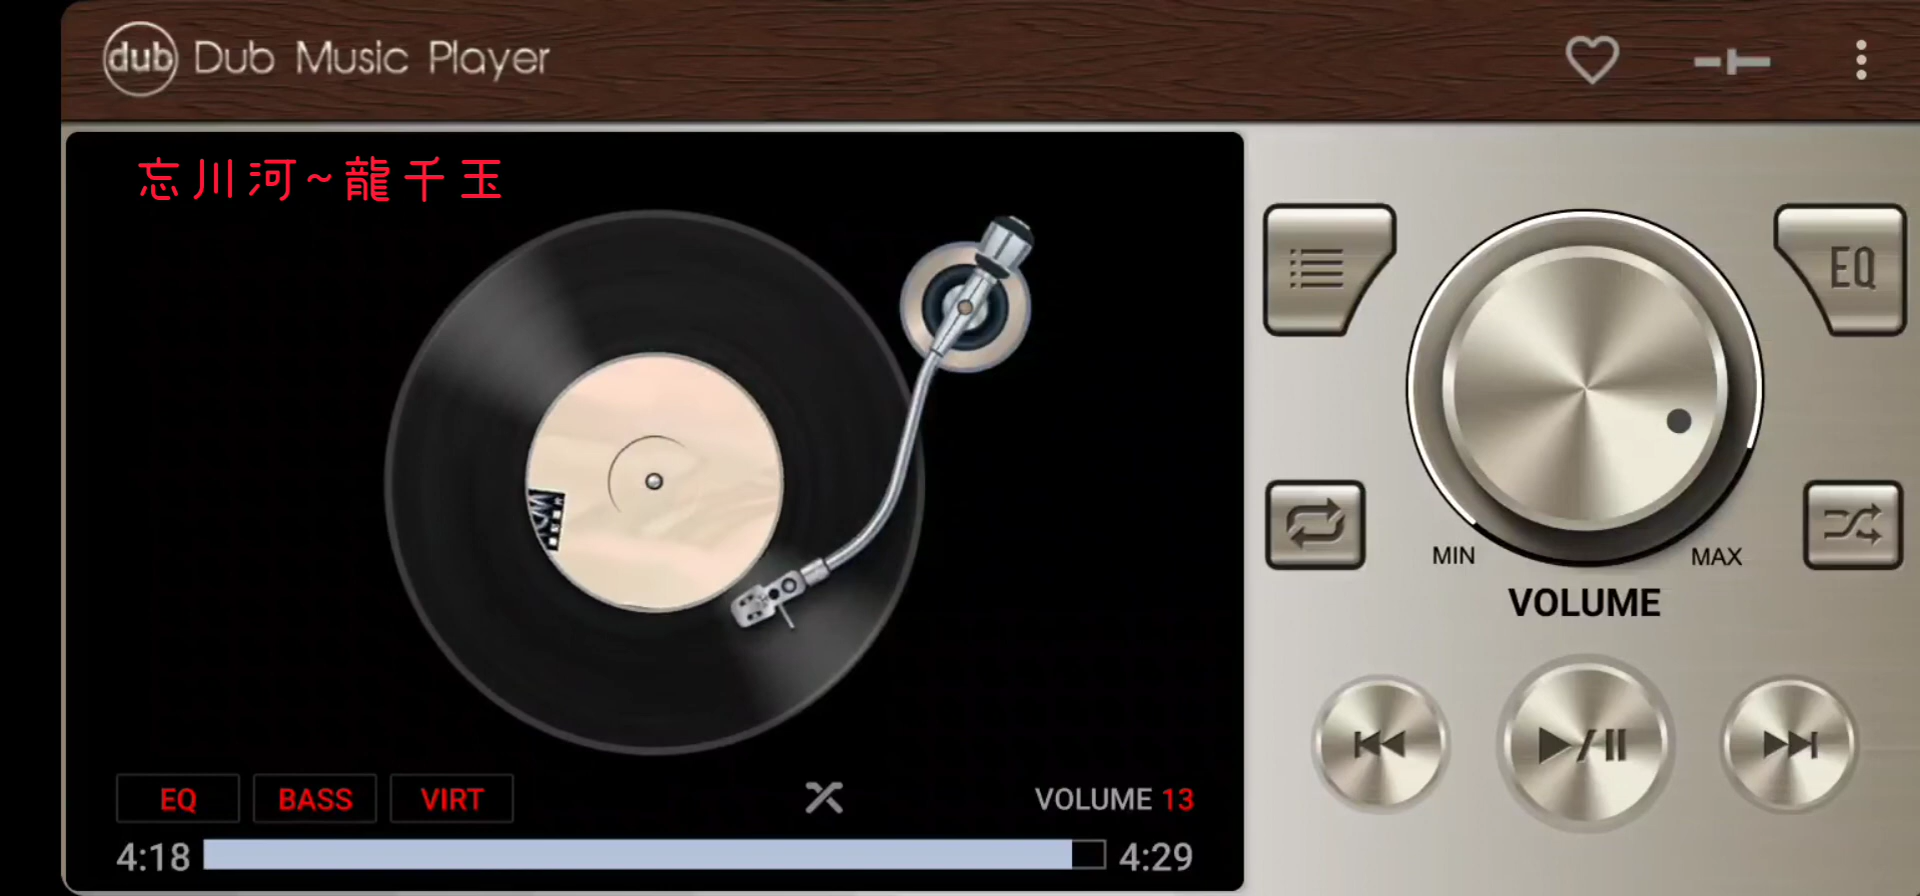 dub Dub Music Player
忘川河~龍千玉
EQ
MIN
MAX
VOLUME
EQ BASS VIRT
VOLUME 13
4:18
4:29